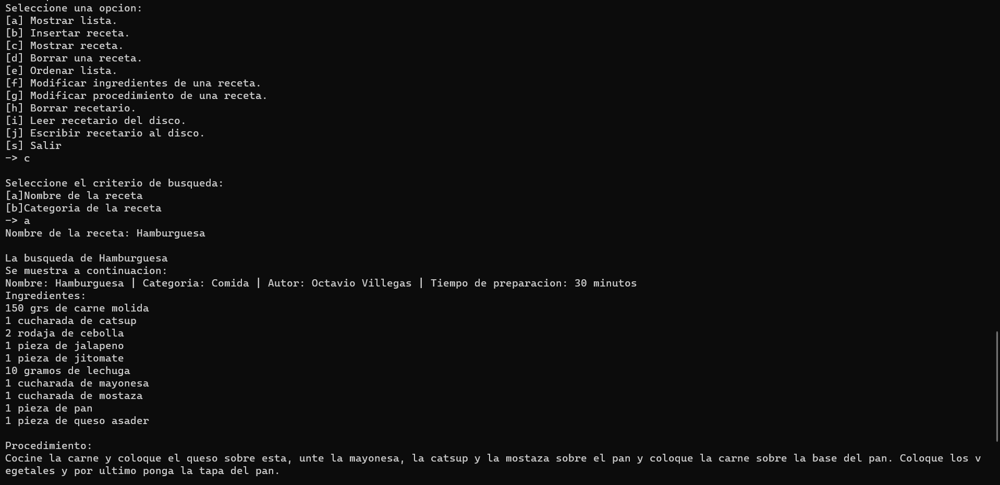 Seleccione una opcion:
[a] Mostrar lista.
[b] Insertar receta.
[c] Mostrar receta.
[d] Borrar una receta.
[e] Ordenar lista.
[f] Modificar ingredientes de una receta.
[g] Modificar procedimiento de una receta.
[h] Borrar recetario.
[i] Leer recetario del disco.
[j] Escribir recetario al disco.
[s] Salir
-> c
Seleccione el criterio de busqueda:
[a]Nombre de la receta
[b]Categoria de la receta
-> a
Nombre de la receta: Hamburguesa
La busqueda de Hamburguesa
Se muestra a continuacion:
Nombre: Hamburguesa | Categoria: Comida | Autor: Octavio Villegas | Tiempo de preparacion: 30 minutos
Ingredientes:
150 grs de carne molida
1 cucharada de catsup
2 rodaja de cebolla
1 pieza de jalapeno
1 pieza de jitomate
10 gramos de lechuga
1 cucharada de mayonesa
1 cucharada de mostaza
1 pieza de pan
1 pieza de queso asader
Procedimiento:
Cocine la carne y coloque el queso sobre esta, unte la mayonesa, la catsup y la mostaza sobre el pan y coloque la carne sobre la base del pan. Coloque los v
egetales y por ultimo ponga la tapa del pan.